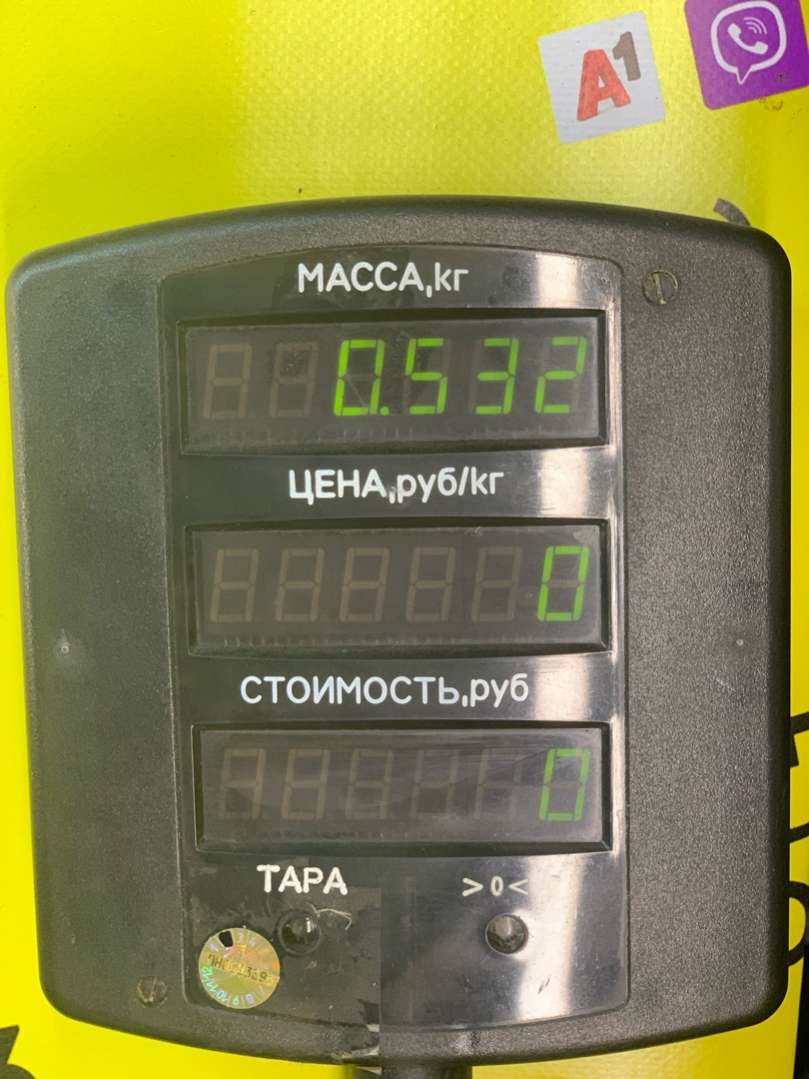 A1
МАССА,кг
0.532
ЦЕНА,руб/кг
0
СТОИМОСТЬ,руб
0
ТАРА >0<